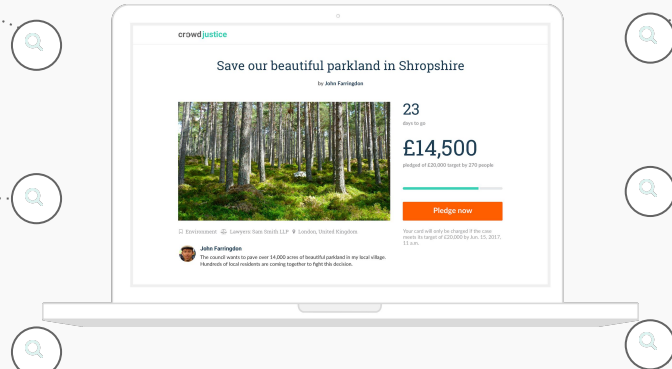 crowdjustice
Save our beautiful parkland in Shropshire
by John Farringdon
23
days to go
£14,500
pledged of £20,000 target by 270 people
Pledge now
Your card will only be charged if the case
meets its target of £20,000 by Jun. 15, 2017,
11 a.m.
Environment Lawyers: Sam Smith LLP London, United Kingdom
John Farringdon
The council wants to pave over 14,000 acres of beautiful parkland in my local village.
Hundreds of local residents are coming together to fight this decision.